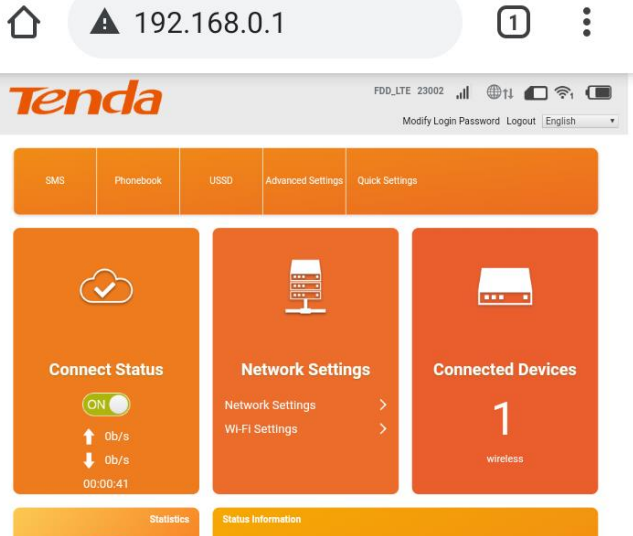 192.168.0.1
1
Tenda
FDD_LTE 23002
1
Modify Login Password Logout English
SMS Phonebook USSD Advanced Settings Quick Settings
Connect Status
ON
0b/s
0b/s
00:00:41
Network Settings
Network Settings
Wi-Fi Settings
Connected Devices
1
wireless
Statistics
Status Information